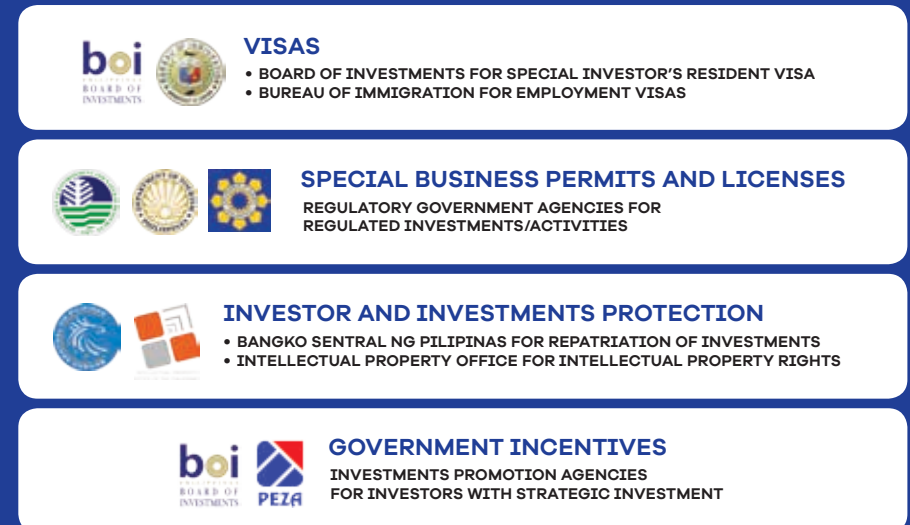 VISAS
• BOARD OF INVESTMENTS FOR SPECIAL INVESTOR'S RESIDENT VISA
• BUREAU OF IMMIGRATION FOR EMPLOYMENT VISAS
boi
PHILIPPINES
BOARD OF
INVESTMENTS
SPECIAL BUSINESS PERMITS AND LICENSES
REGULATORY GOVERNMENT AGENCIES FOR
REGULATED INVESTMENTS/ACTIVITIES
INVESTOR AND INVESTMENTS PROTECTION
• BANGKO SENTRAL NG PILIPINAS FOR REPATRIATION OF INVESTMENTS
• INTELLECTUAL PROPERTY OFFICE FOR INTELLECTUAL PROPERTY RIGHTS
boi
PHILIPPINES
BOARD OF
INVESTMENTS
PEZA
GOVERNMENT INCENTIVES
INVESTMENTS PROMOTION AGENCIES
FOR INVESTORS WITH STRATEGIC INVESTMENT